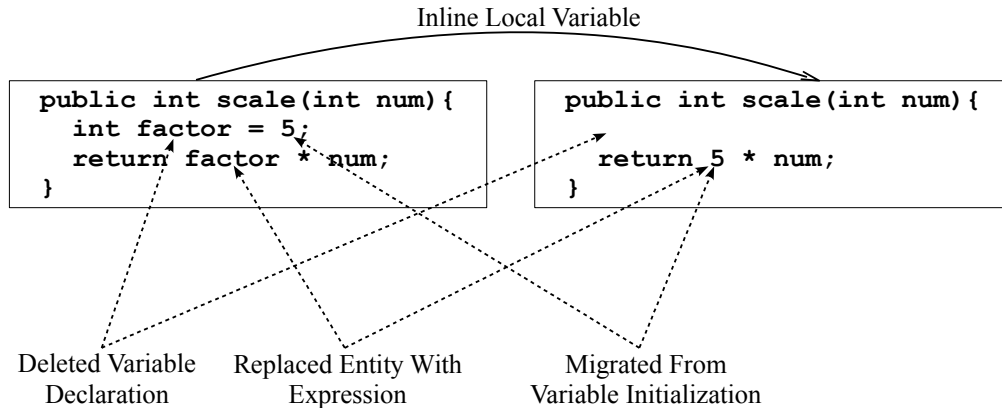 Inline Local Variable
public int scale(int num){
int factor = 5;
return factor * num;
}
public int scale(int num){
return 5 * num;
}
Deleted Variable
Declaration
Replaced Entity With
Expression
Migrated From
Variable Initialization